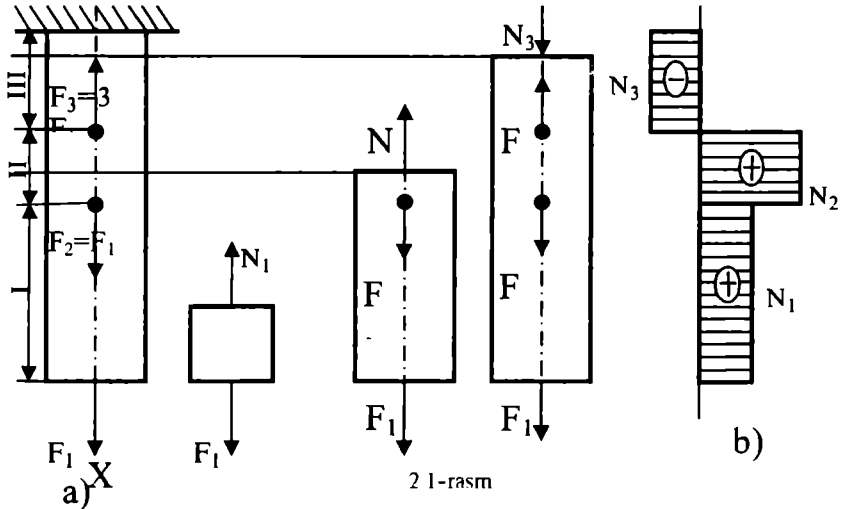 III
F₃=3
F
II
F₂=F₁
I
F₁
X
a)
N₁
F₁
N
F
F₁
N₃
F
F
F₁
2 1-rasm
N₃
N₂
N₁
b)